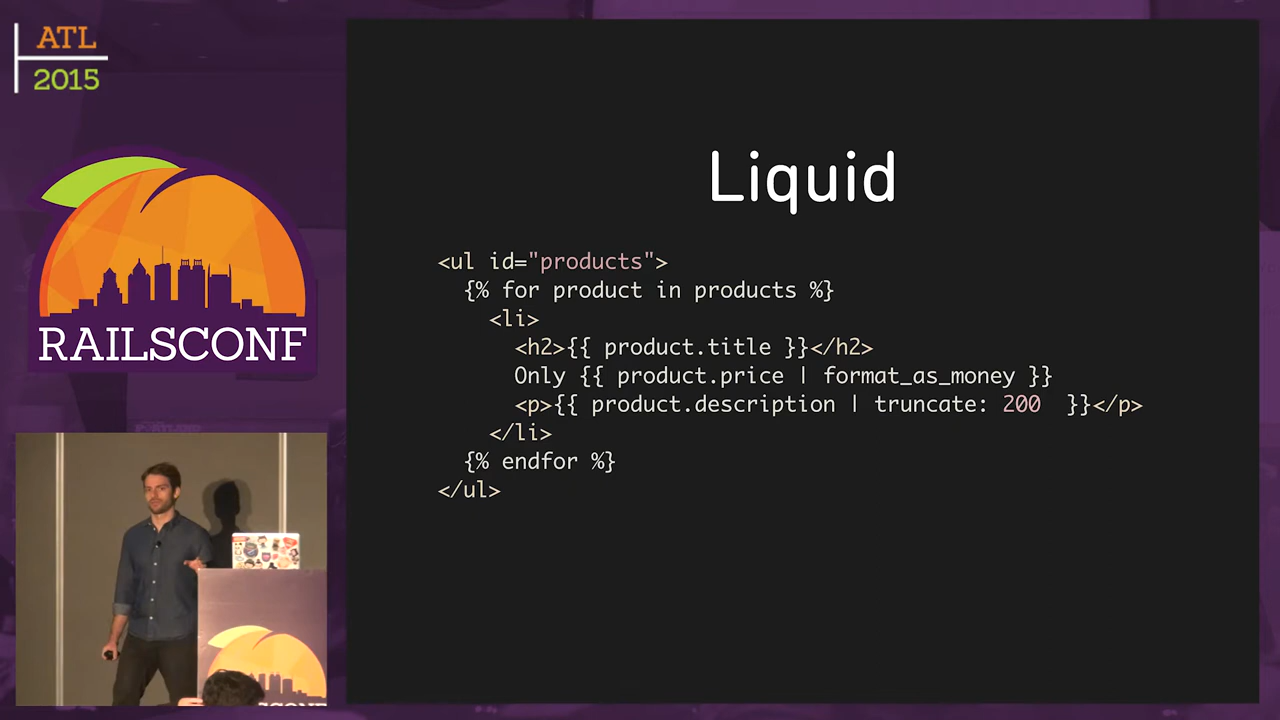 ATL
2015
RAILSCONF
Liquid
<ul id="products">
{% for product in products %}
<li>
<h2>{{ product.title }}</h2>
Only {{ product.price | format_as_money }}
<p>{{ product.description | truncate: 200  }}</p>
</li>
{% endfor %}
</ul>